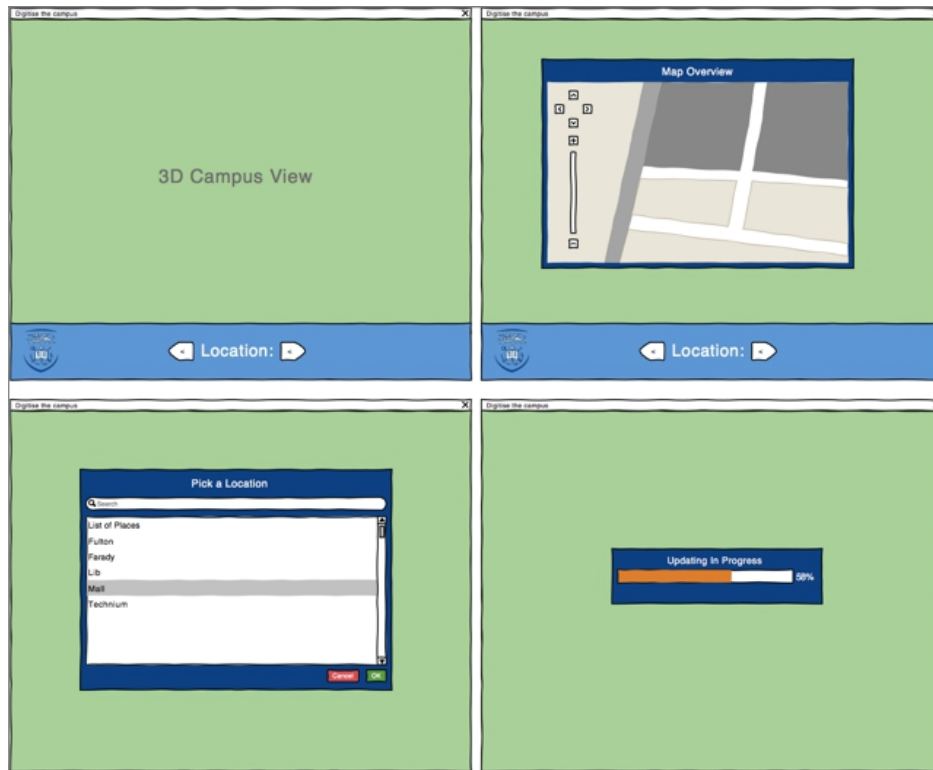 Digitise the campus
X
3D Campus View
< Location: <
Digitise the campus
Map Overview
< Location: <
Digitise the campus
X
Pick a Location
Search
List of Places
Fulton
Farady
Lib
Mall
Technium
Cancel OK
Digitise the campus
Updating In Progress
58%